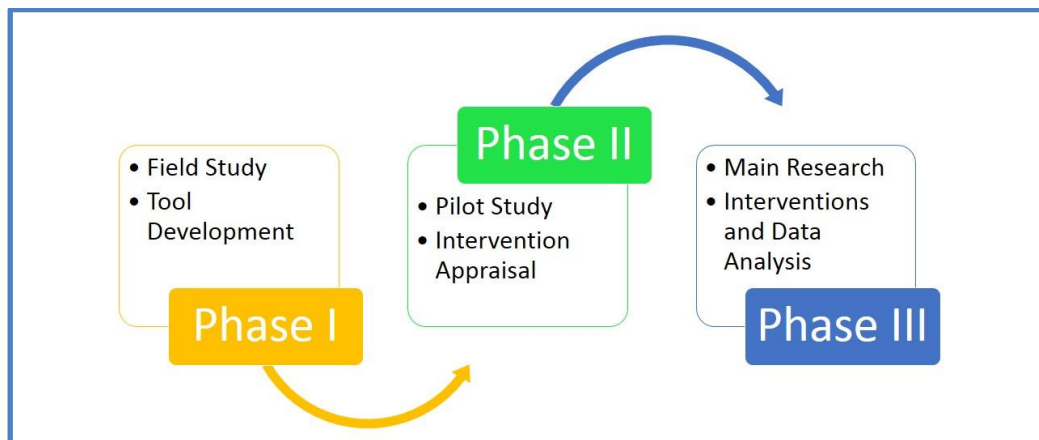 • Field Study
• Tool
Development
Phase I
Phase II
• Pilot Study
• Intervention
Appraisal
• Main Research
• Interventions
and Data
Analysis
Phase III